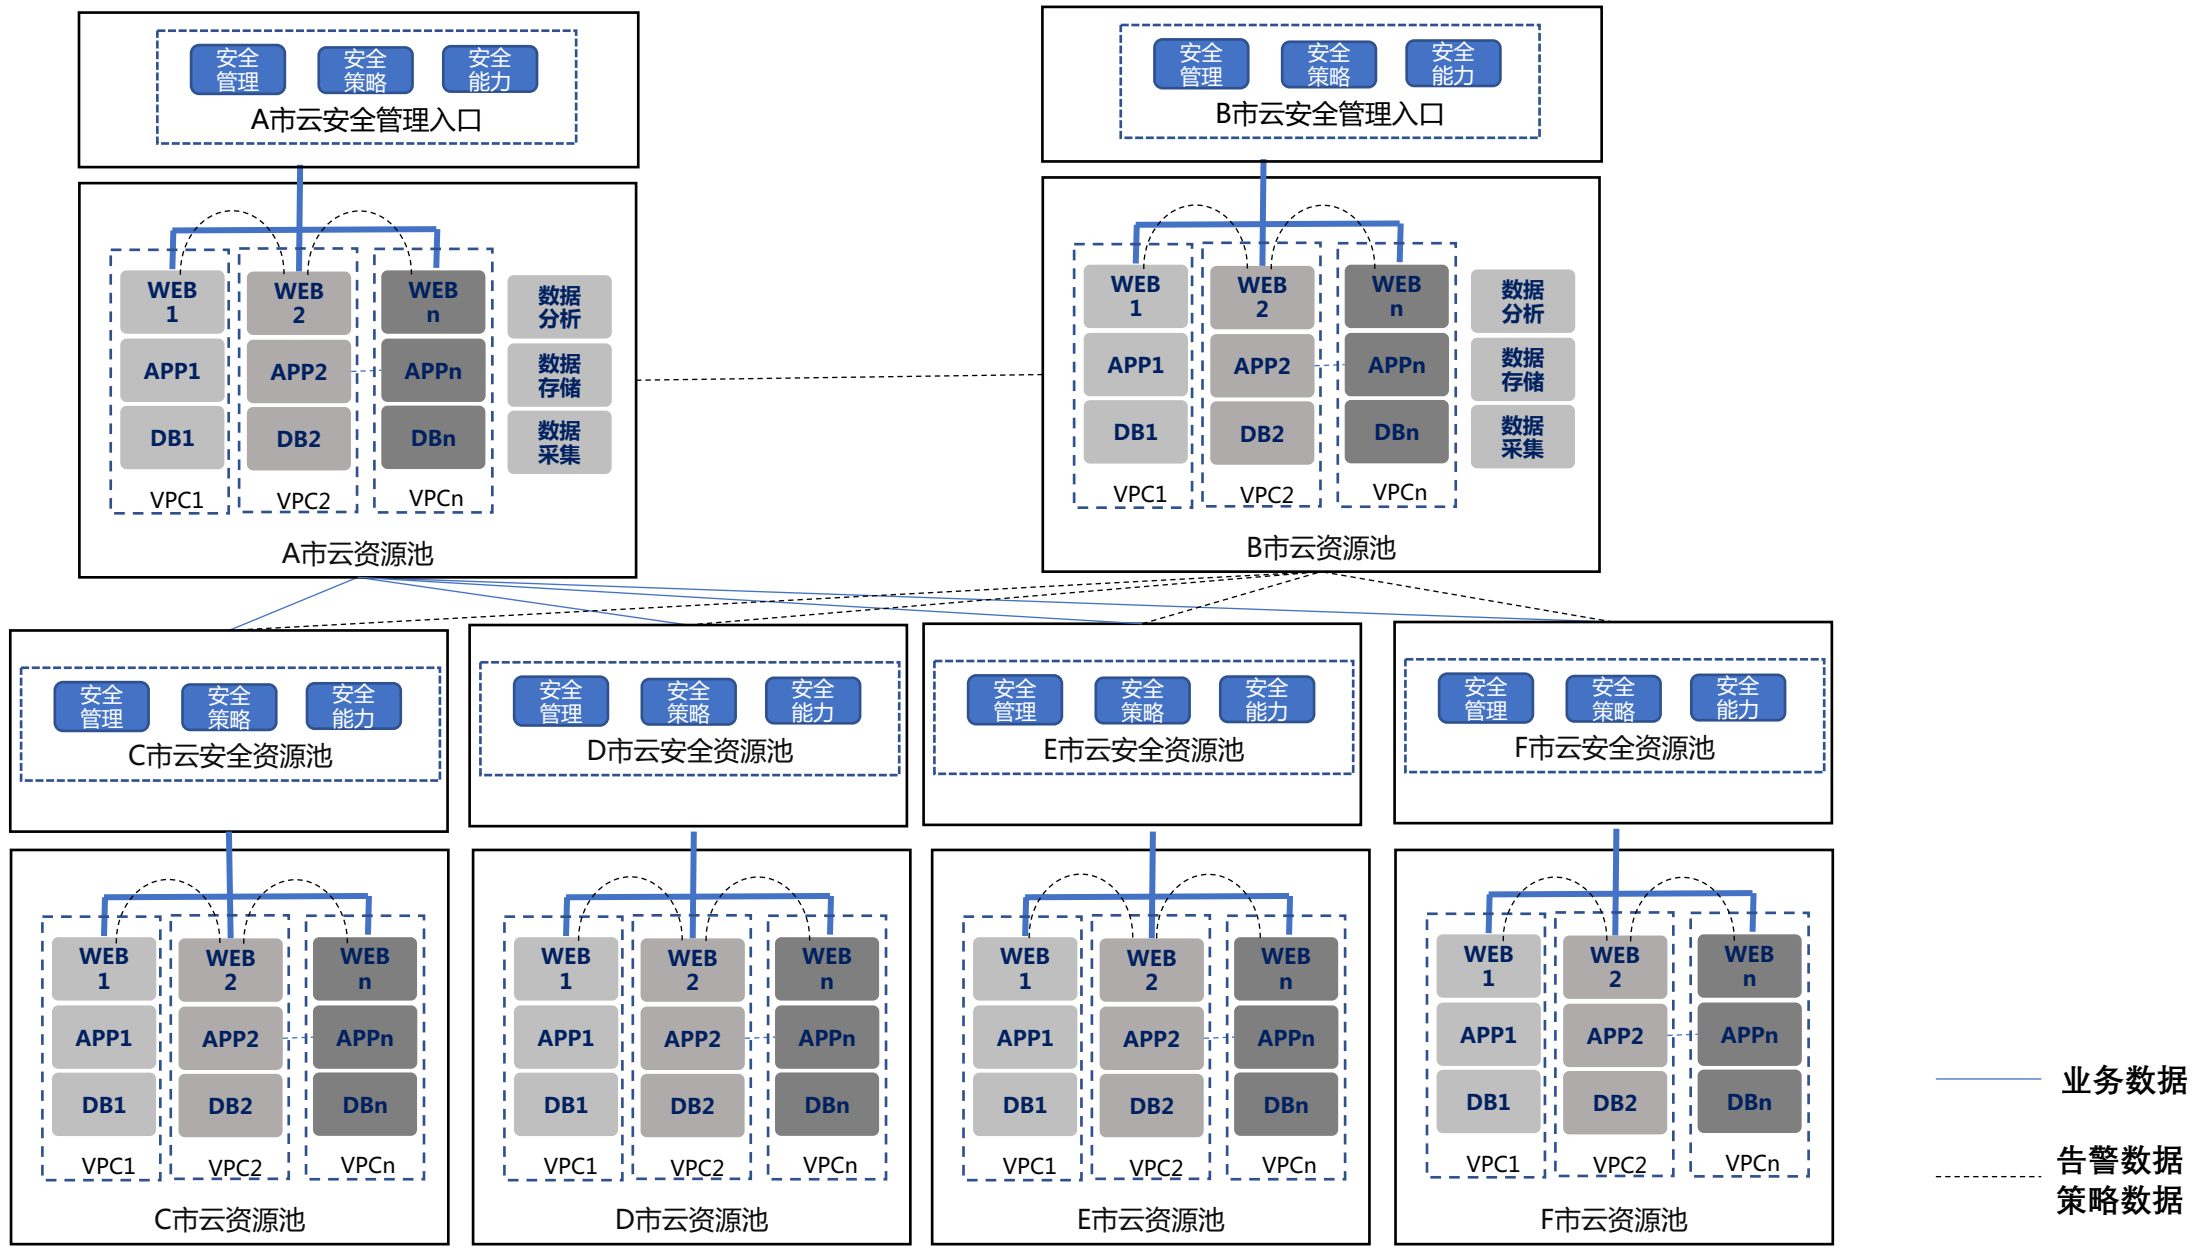 安全
管理
安全
策略
安全
能力
A市云安全管理入口
安全
管理
安全
策略
安全
能力
B市云安全管理入口
WEB
1
APP1
DB1
VPC1
WEB
2
APP2
DB2
VPC2
WEB
n
APPn
DBn
VPCn
数据
分析
数据
存储
数据
采集
A市云资源池
WEB
1
APP1
DB1
VPC1
WEB
2
APP2
DB2
VPC2
WEB
n
APPn
DBn
VPCn
数据
分析
数据
存储
数据
采集
B市云资源池
安全
管理
安全
策略
安全
能力
C市云安全资源池
安全
管理
安全
策略
安全
能力
D市云安全资源池
安全
管理
安全
策略
安全
能力
E市云安全资源池
安全
管理
安全
策略
安全
能力
F市云安全资源池
WEB
1
APP1
DB1
VPC1
WEB
2
APP2
DB2
VPC2
WEB
n
APPn
DBn
VPCn
C市云资源池
WEB
1
APP1
DB1
VPC1
WEB
2
APP2
DB2
VPC2
WEB
n
APPn
DBn
VPCn
D市云资源池
WEB
1
APP1
DB1
VPC1
WEB
2
APP2
DB2
VPC2
WEB
n
APPn
DBn
VPCn
E市云资源池
WEB
1
APP1
DB1
VPC1
WEB
2
APP2
DB2
VPC2
WEB
n
APPn
DBn
VPCn
F市云资源池
业务数据
告警数据
策略数据